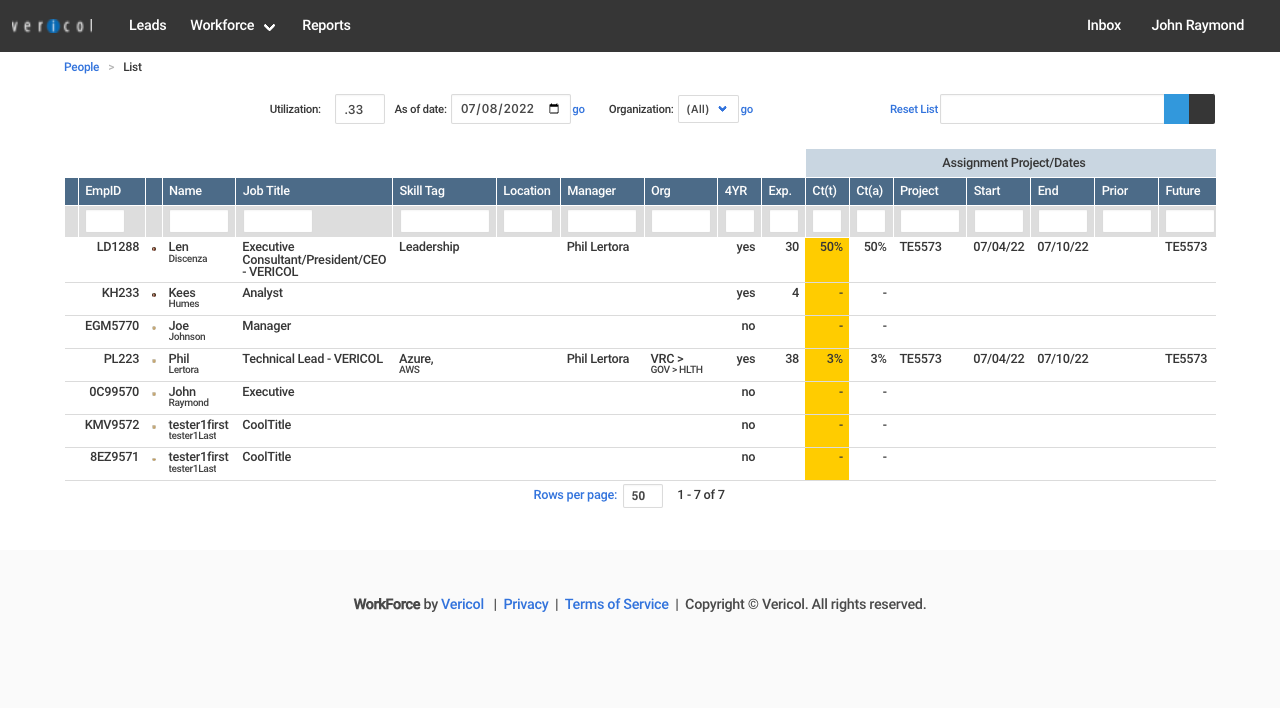 vericol Leads Workforce Reports Inbox John Raymond
People > List
Utilization: .33 As of date: 07/08/2022 go Organization: (All) go Reset List
Assignment Project/Dates
EmpID Name Job Title Skill Tag Location Manager Org 4YR Exp. Ct(t) Ct(a) Project Start End Prior Future
LD1288 Len Executive Leadership Phil Lertora yes 30 50% 50% TE5573 07/04/22 07/10/22 TE5573
Discenza Consultant/President/CEO
- VERICOL
KH233 Kees Analyst yes 4 - -
Humes
EGM5770 Joe Manager no - -
Johnson
PL223 Phil Technical Lead - VERICOL Azure, Phil Lertora VRC > yes 38 3% 3% TE5573 07/04/22 07/10/22 TE5573
Lertora AWS GOV > HLTH
0C99570 John Executive no - -
Raymond
KMV9572 tester1first CoolTitle no - -
tester1Last
8EZ9571 tester1first CoolTitle no - -
tester1Last
Rows per page: 50 1 - 7 of 7
WorkForce by Vericol | Privacy | Terms of Service | Copyright © Vericol. All rights reserved.